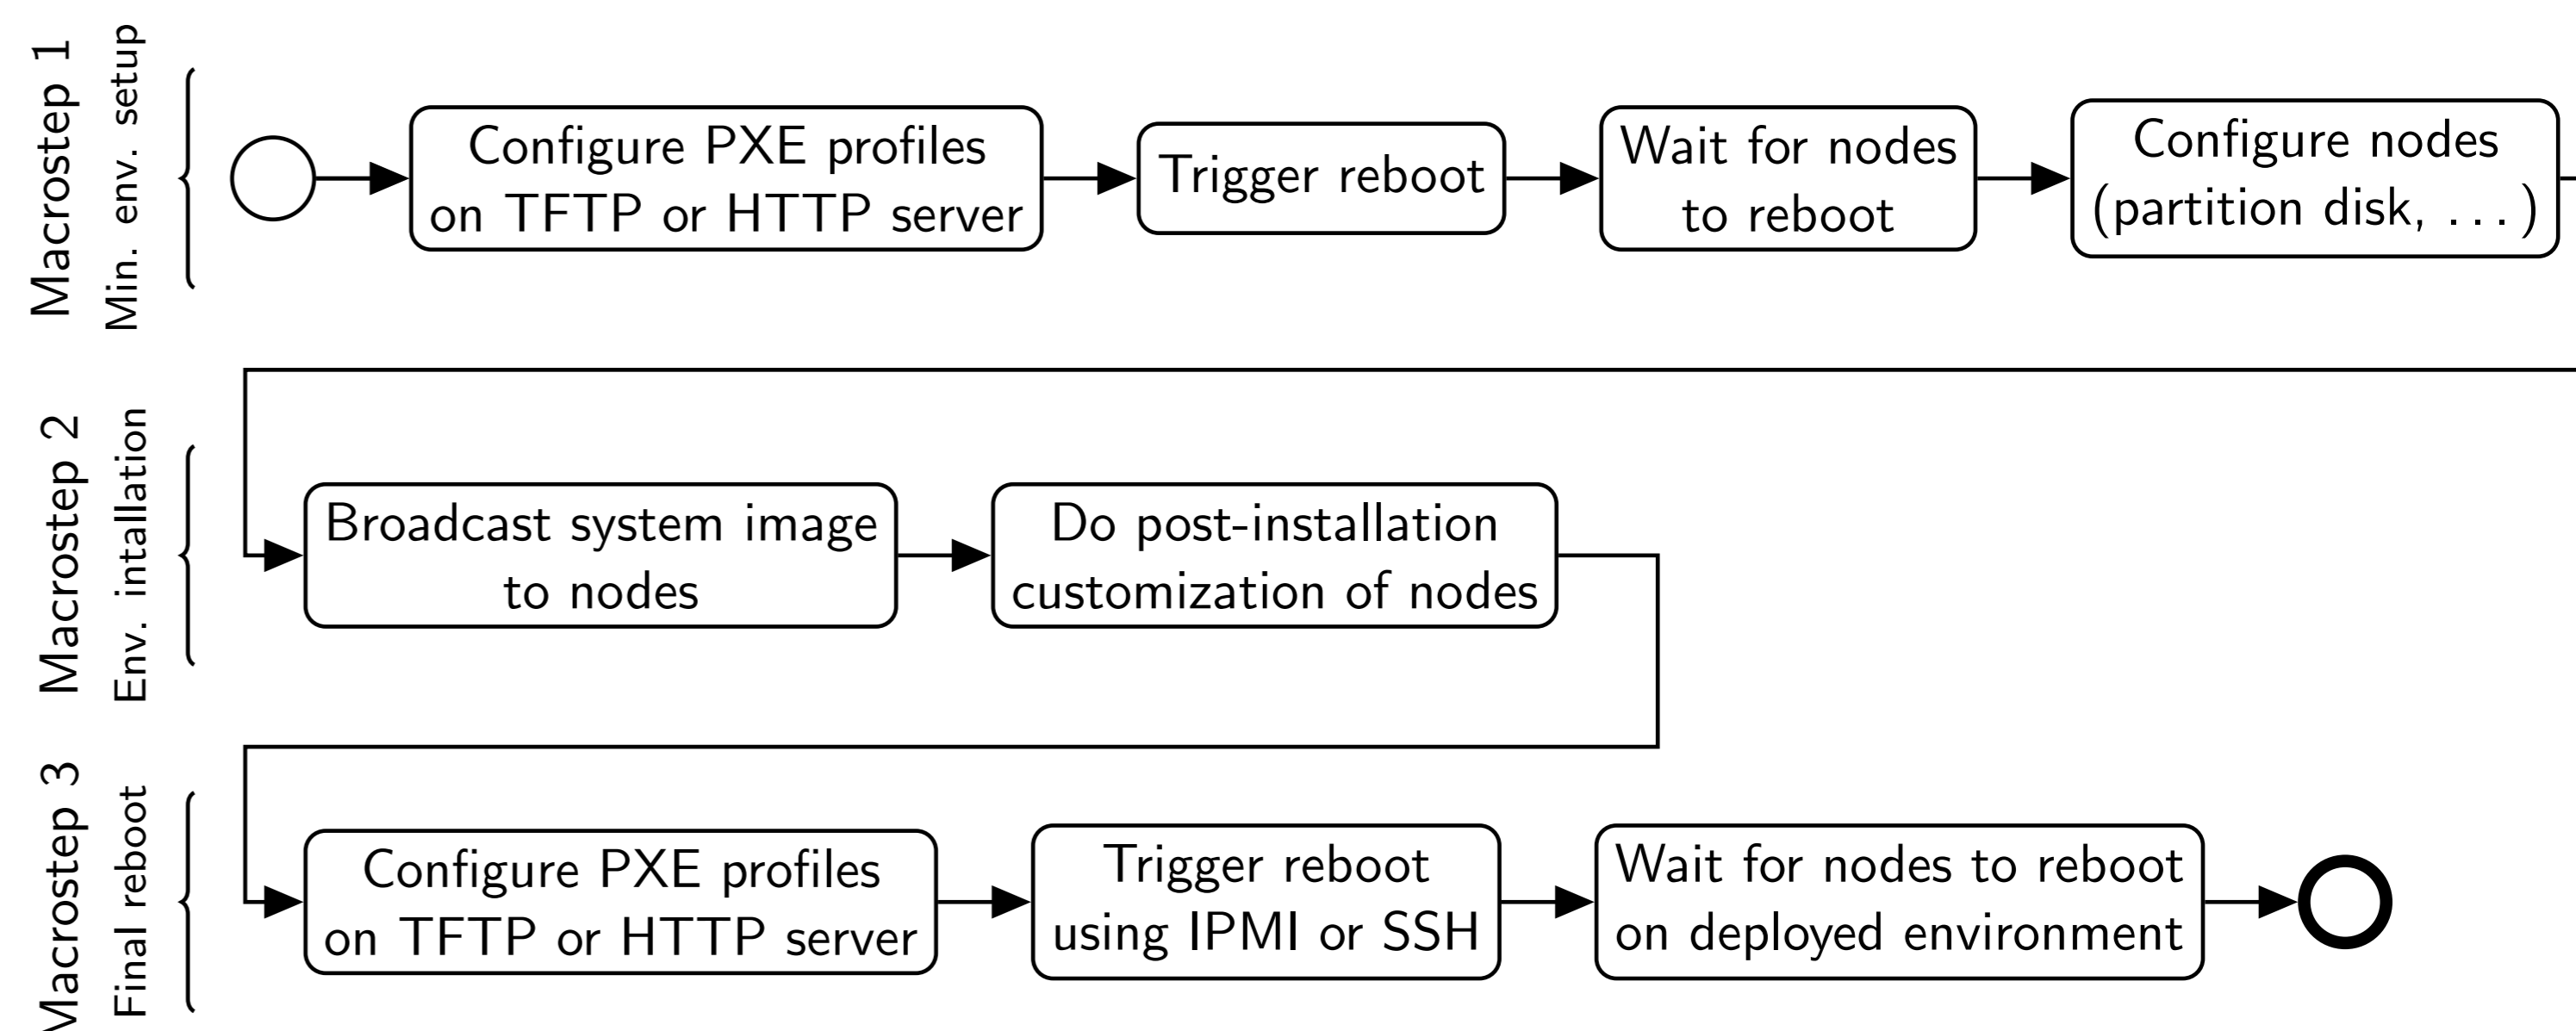 Macrostep 1
Min. env. setup
Configure PXE profiles
on TFTP or HTTP server
Trigger reboot
Wait for nodes
to reboot
Configure nodes
(partition disk, ...)
Macrostep 2
Env. intallation
Broadcast system image
to nodes
Do post-installation
customization of nodes
Macrostep 3
Final reboot
Configure PXE profiles
on TFTP or HTTP server
Trigger reboot
using IPMI or SSH
Wait for nodes to reboot
on deployed environment